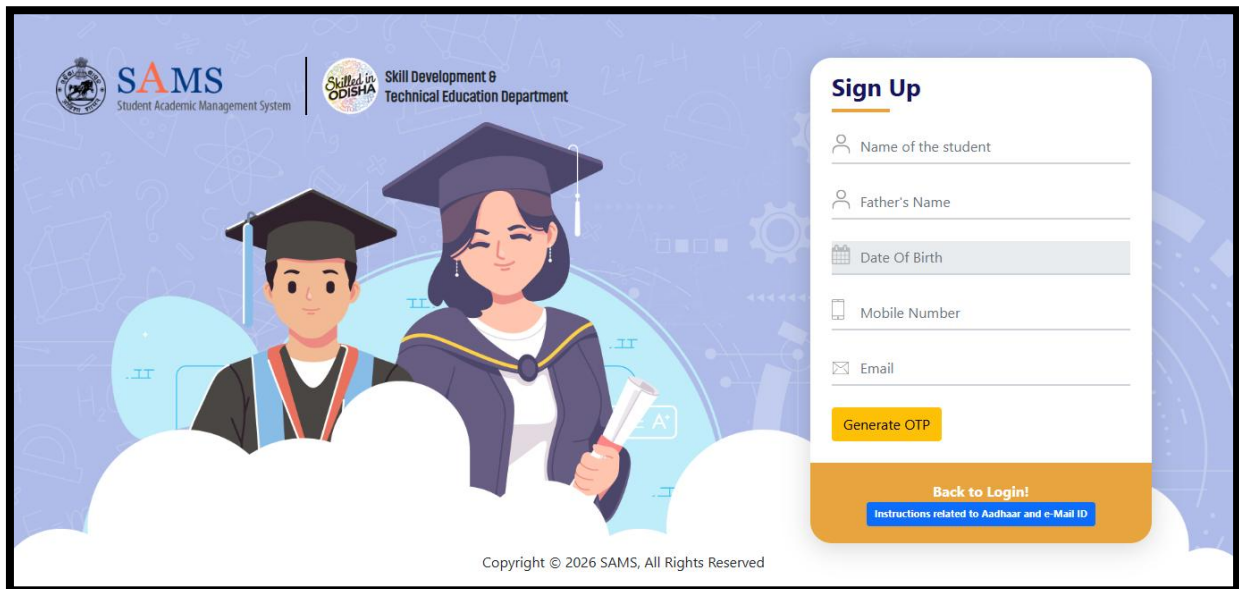 SAMS
Student Academic Management System
Skilled in
ODISHA
Skill Development &
Technical Education Department
Sign Up
Name of the student
Father's Name
Date Of Birth
Mobile Number
Email
Generate OTP
Back to Login!
Instructions related to Aadhaar and e-Mail ID
Copyright © 2026 SAMS, All Rights Reserved